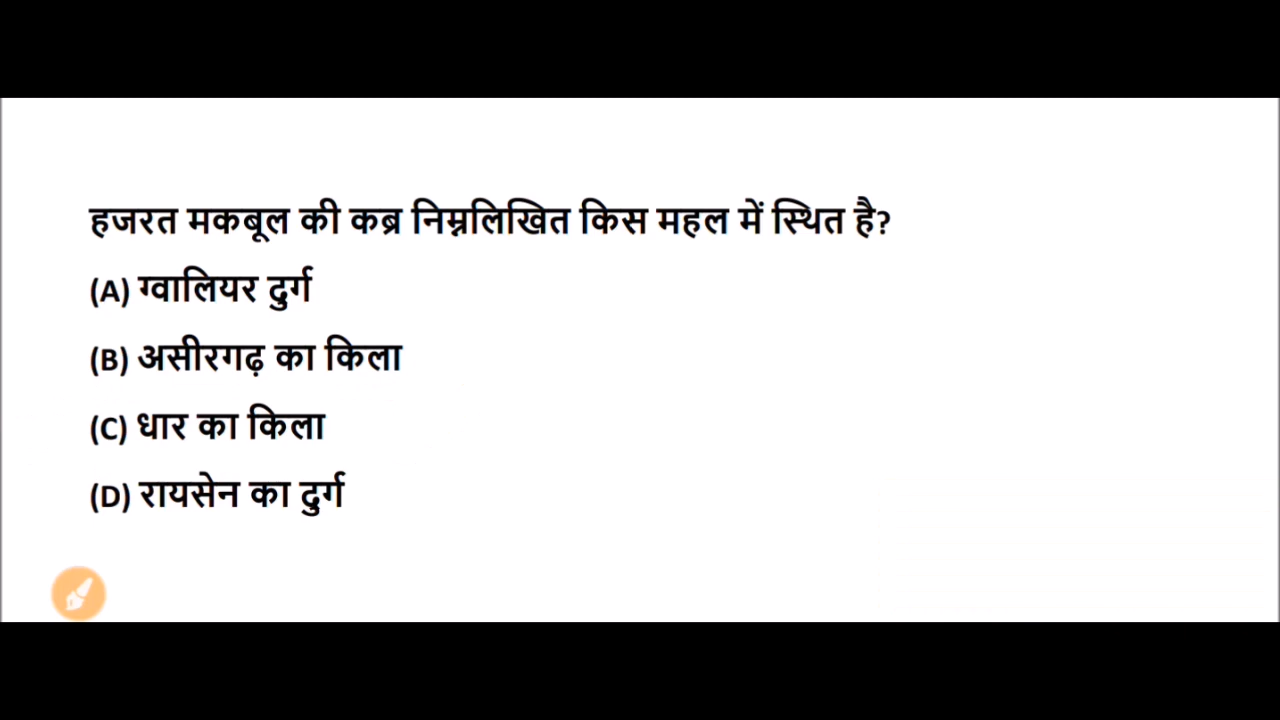 हजरत मकबूल की कब्र निम्नलिखित किस महल में स्थित है?
(A) ग्वालियर दुर्ग
(B) असीरगढ़ का किला
(C) धार का किला
(D) रायसेन का दुर्ग